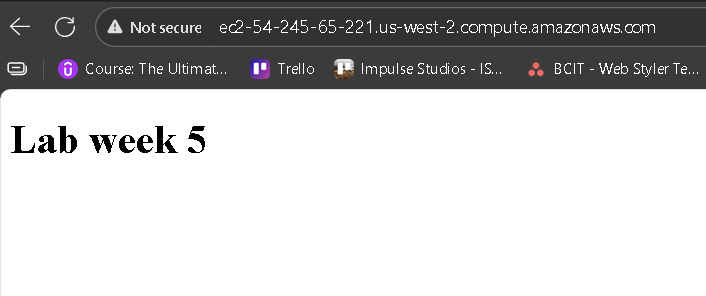 Not secure ec2-54-245-65-221.us-west-2.compute.amazonaws.com
Course: The Ultimat... Trello Impulse Studios - IS... BCIT - Web Styler Te...
Lab week 5